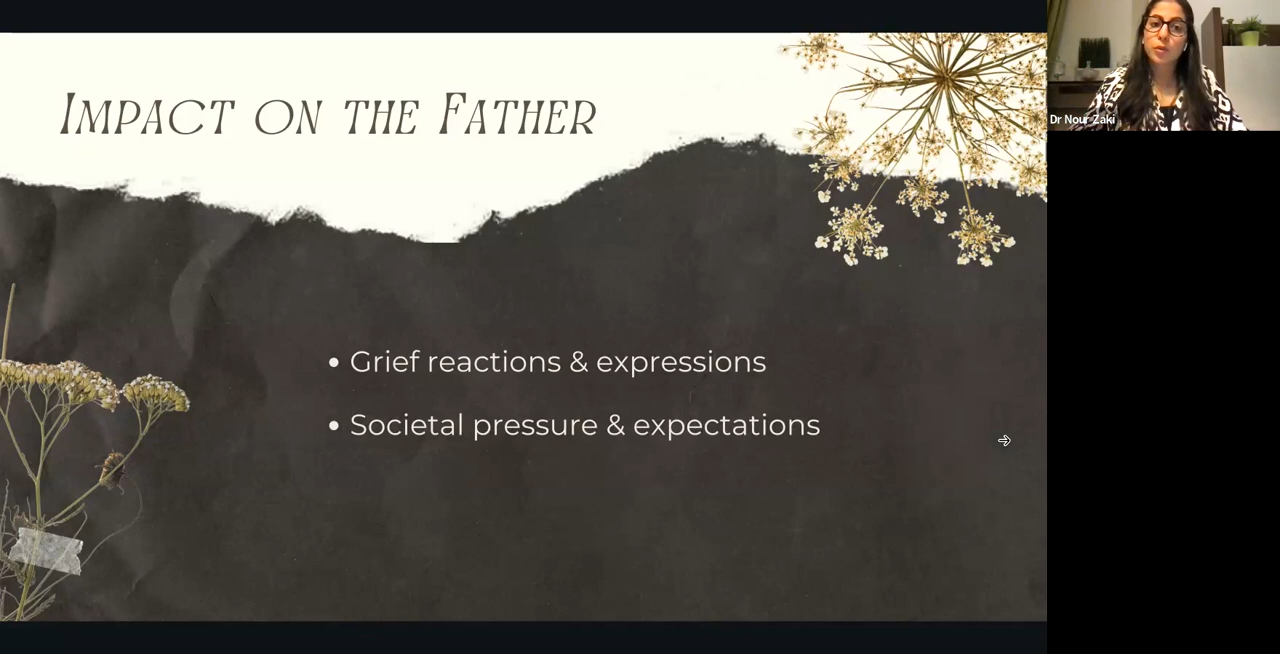 Impact on the Father
• Grief reactions & expressions
• Societal pressure & expectations
Dr Nour Zaki